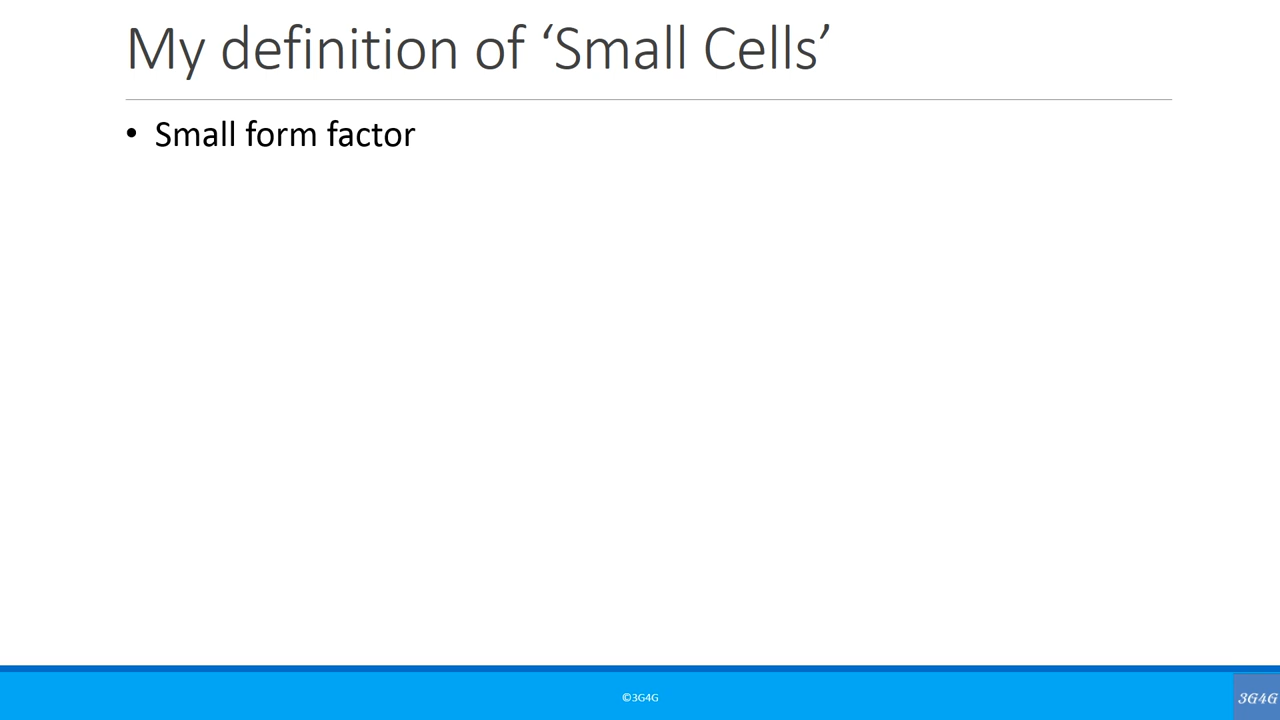 My definition of ‘Small Cells’
• Small form factor
©3G4G
3G4G